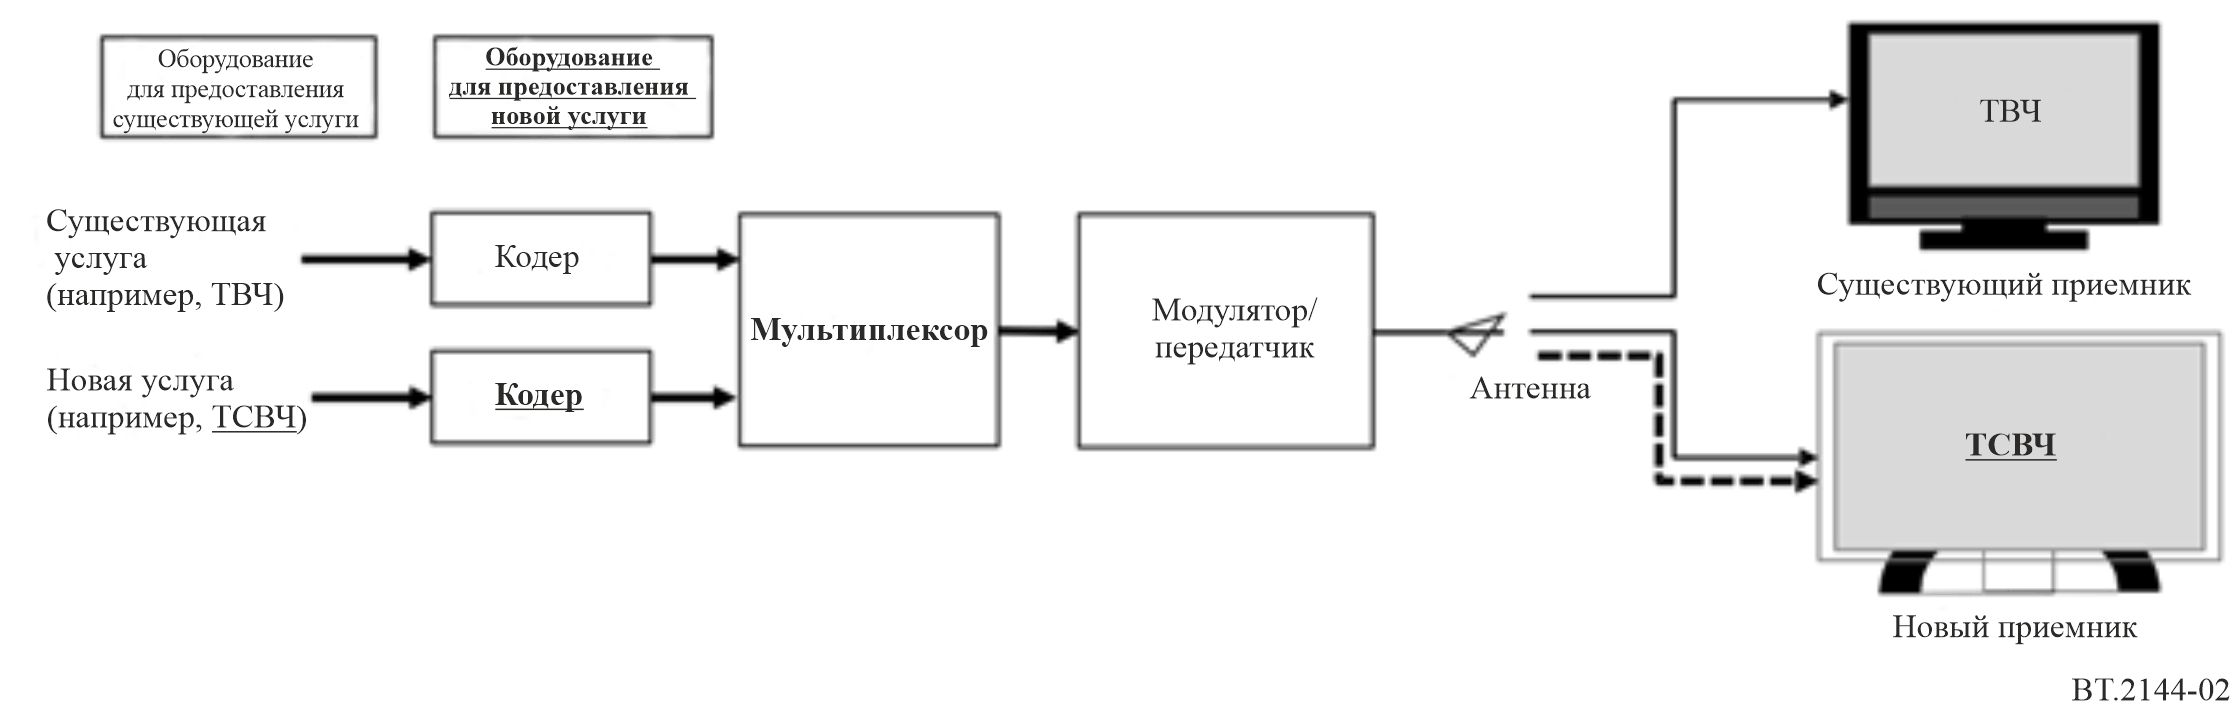 Оборудование
для предоставления
существующей услуги
Оборудование
для предоставления
новой услуги
ТВЧ
Существующая
услуга
(например, ТВЧ)
Кодер
Мультиплексор
Модулятор/
передатчик
Антенна
Существующий приемник
Новая услуга
(например, ТСВЧ)
Кодер
ТСВЧ
Новый приемник
BT.2144-02